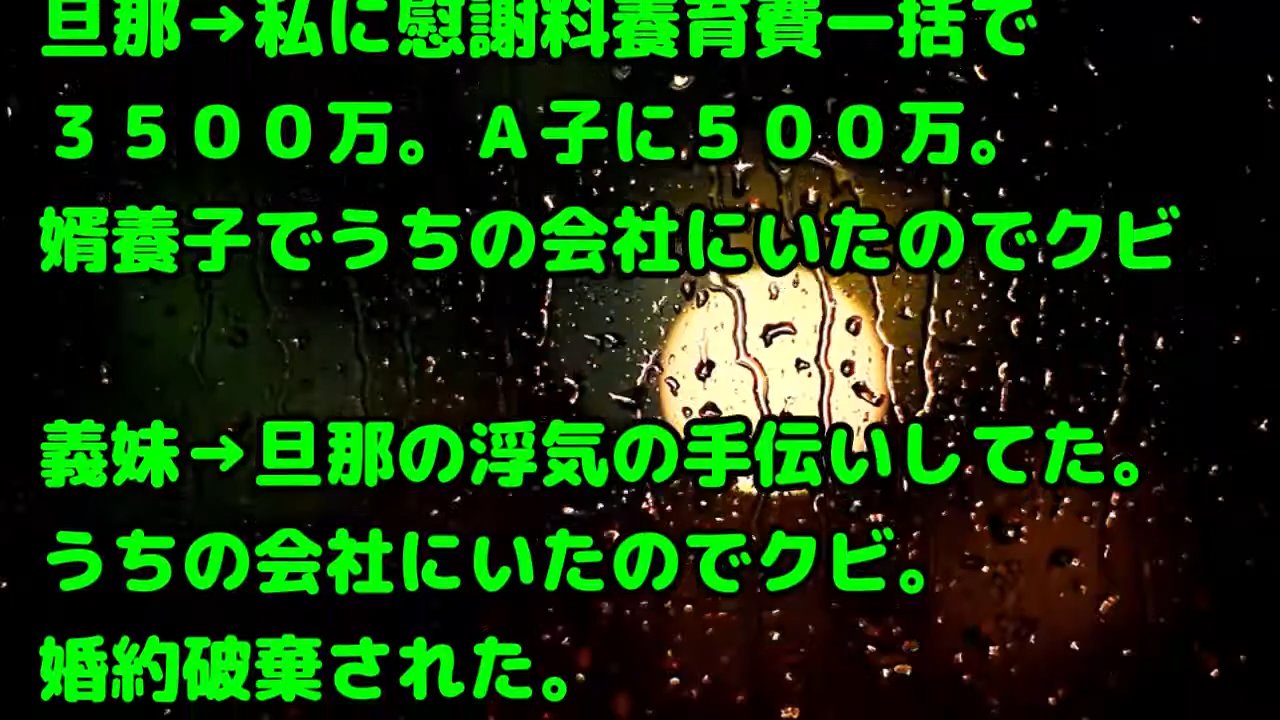 旦那→私に慰謝料養育費一括で
３５００万。Ａ子に５００万。
婿養子でうちの会社にいたのでクビ
義妹→旦那の浮気の手伝いしてた。
うちの会社にいたのでクビ。
婚約破棄された。